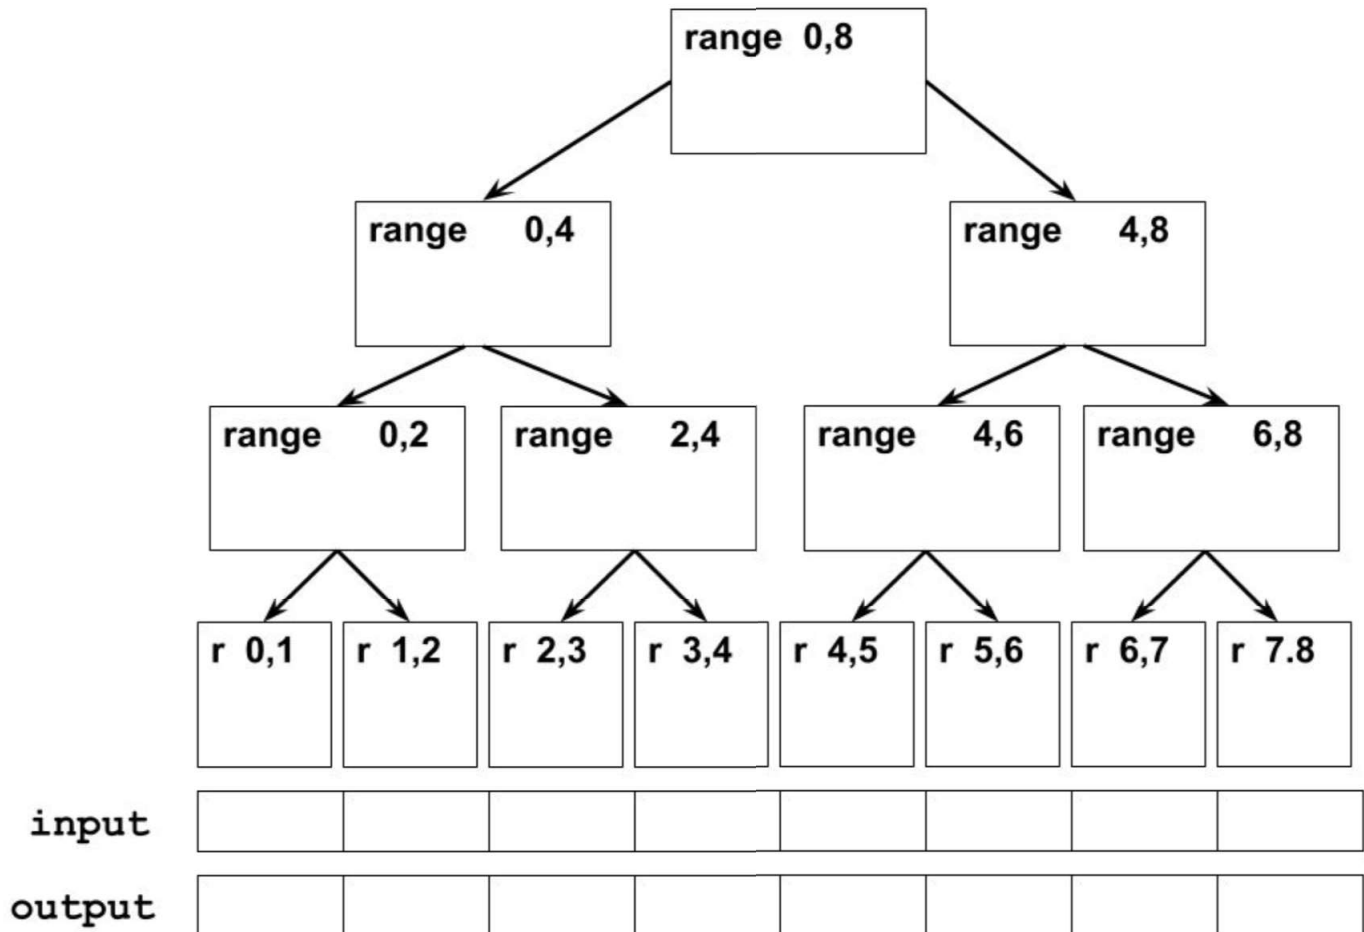 range 0,8
range 0,4
range 4,8
range 0,2
range 2,4
range 4,6
range 6,8
r 0,1
r 1,2
r 2,3
r 3,4
r 4,5
r 5,6
r 6,7
r 7.8
input
output